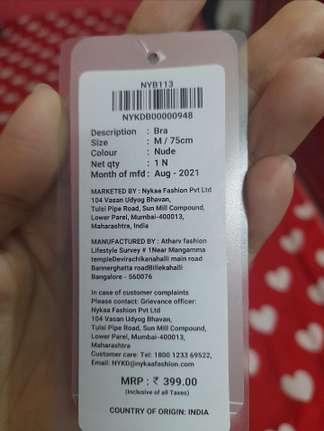 NYB113
NYKDB00000948
Description : Bra
Size : M / 75cm
Colour : Nude
Net qty : 1 N
Month of mfd : Aug - 2021
MARKETED BY : Nykaa Fashion Pvt Ltd
104 Vasan Udyog Bhavan,
Tulsi Pipe Road, Sun Mill Compound,
Lower Parel, Mumbai-400013,
Maharashtra, India
MANUFACTURED BY : Atharv fashion
Lifestyle Survey # 1Near Mangamma
templeDevirachikanahalli main road
Bannerghatta roadBillekahalli
Bangalore - 560076
In case of customer complaints
Please contact: Grievance officer:
Nykaa Fashion Pvt Ltd
104 Vasan Udyog Bhavan,
Tulsi Pipe Road, Sun Mill Compound,
Lower Parel, Mumbai-400013,
Maharashtra
Customer care: Tel: 1800 1233 69522,
Email: NYKD@nykaafashion.com
MRP : ₹ 399.00
(Inclusive of all Taxes)
COUNTRY OF ORIGIN: INDIA